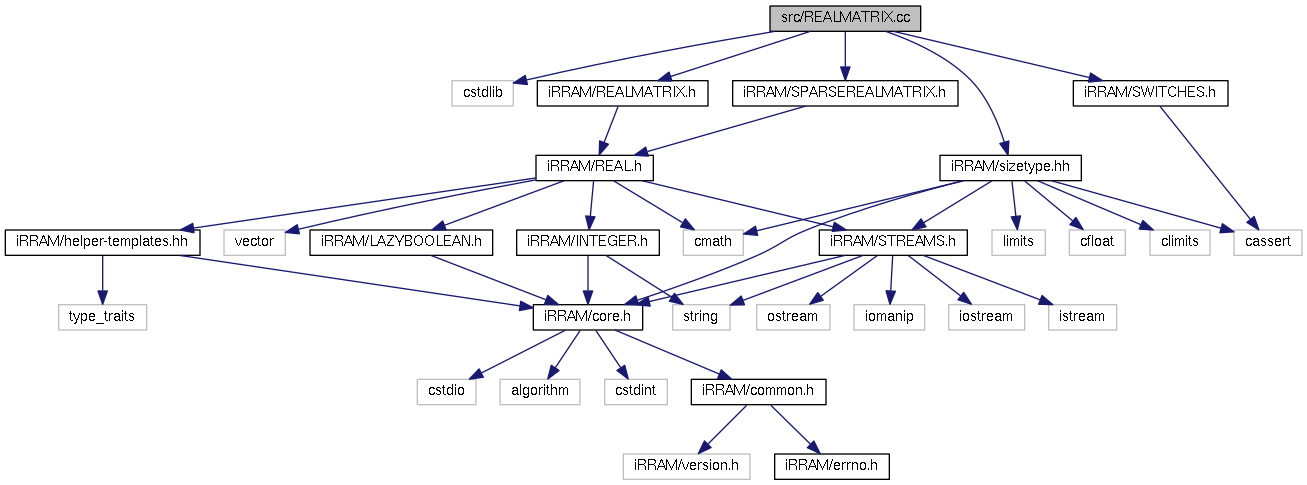 src/REALMATRIX.cc
cstdlib
iRRAM/REALMATRIX.h
iRRAM/SPARSEREALMATRIX.h
iRRAM/SWITCHES.h
iRRAM/REAL.h
iRRAM/sizetype.hh
iRRAM/helper-templates.hh
vector
iRRAM/LAZYBOOLEAN.h
iRRAM/INTEGER.h
cmath
iRRAM/STREAMS.h
limits
cfloat
climits
cassert
type_traits
iRRAM/core.h
string
ostream
iomanip
iostream
istream
cstdio
algorithm
cstdint
iRRAM/common.h
iRRAM/version.h
iRRAM/errno.h